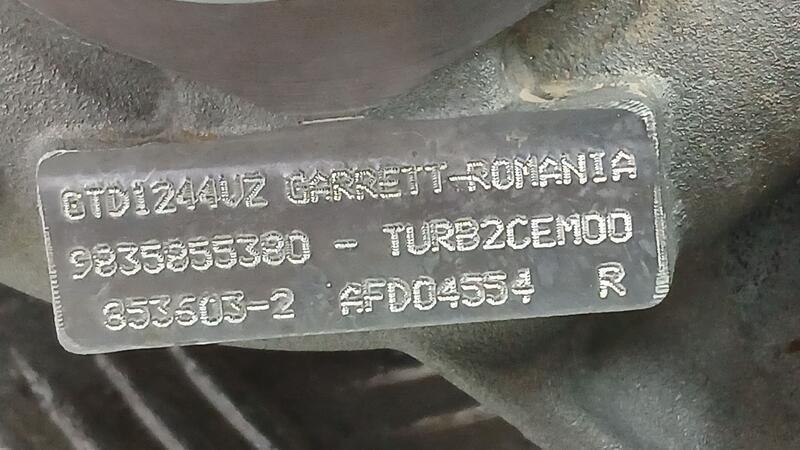 GTD1244VZ GARRETT-ROMANIA
9835855380 - TURB2CEM00
853603-2 AFD04554 R